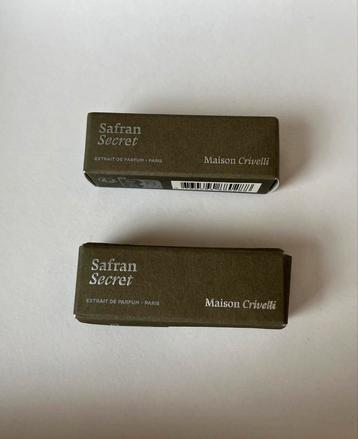 Safran
Secret
EXTRAIT DE PARFUM - PARIS
Maison Crivelli
Safran
Secret
EXTRAIT DE PARFUM - PARIS
Maison Crivelli